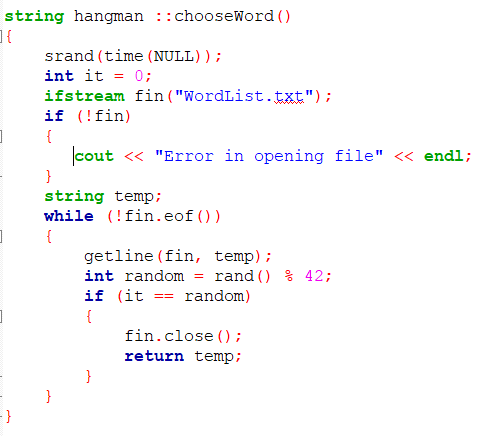 string hangman ::chooseWord()
{
    srand(time(NULL));
    int it = 0;
    ifstream fin("WordList.txt");
    if (!fin)
    {
       cout << "Error in opening file" << endl;
    }
    string temp;
    while (!fin.eof())
    {
        getline(fin, temp);
        int random = rand() % 42;
        if (it == random)
        {
            fin.close();
            return temp;
        }
    }
}